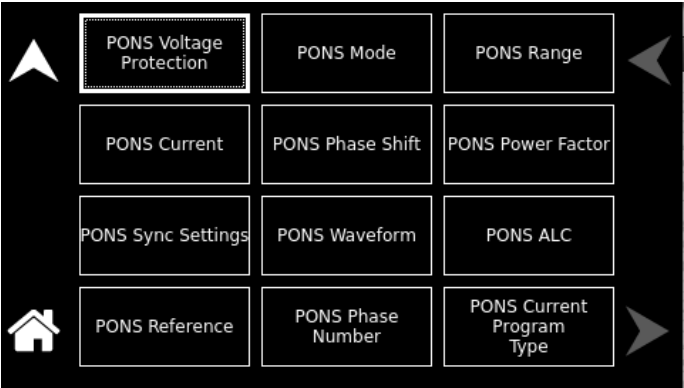 PONS Voltage
Protection
PONS Mode
PONS Range
PONS Current
PONS Phase Shift
PONS Power Factor
PONS Sync Settings
PONS Waveform
PONS ALC
PONS Reference
PONS Phase
Number
PONS Current
Program
Type